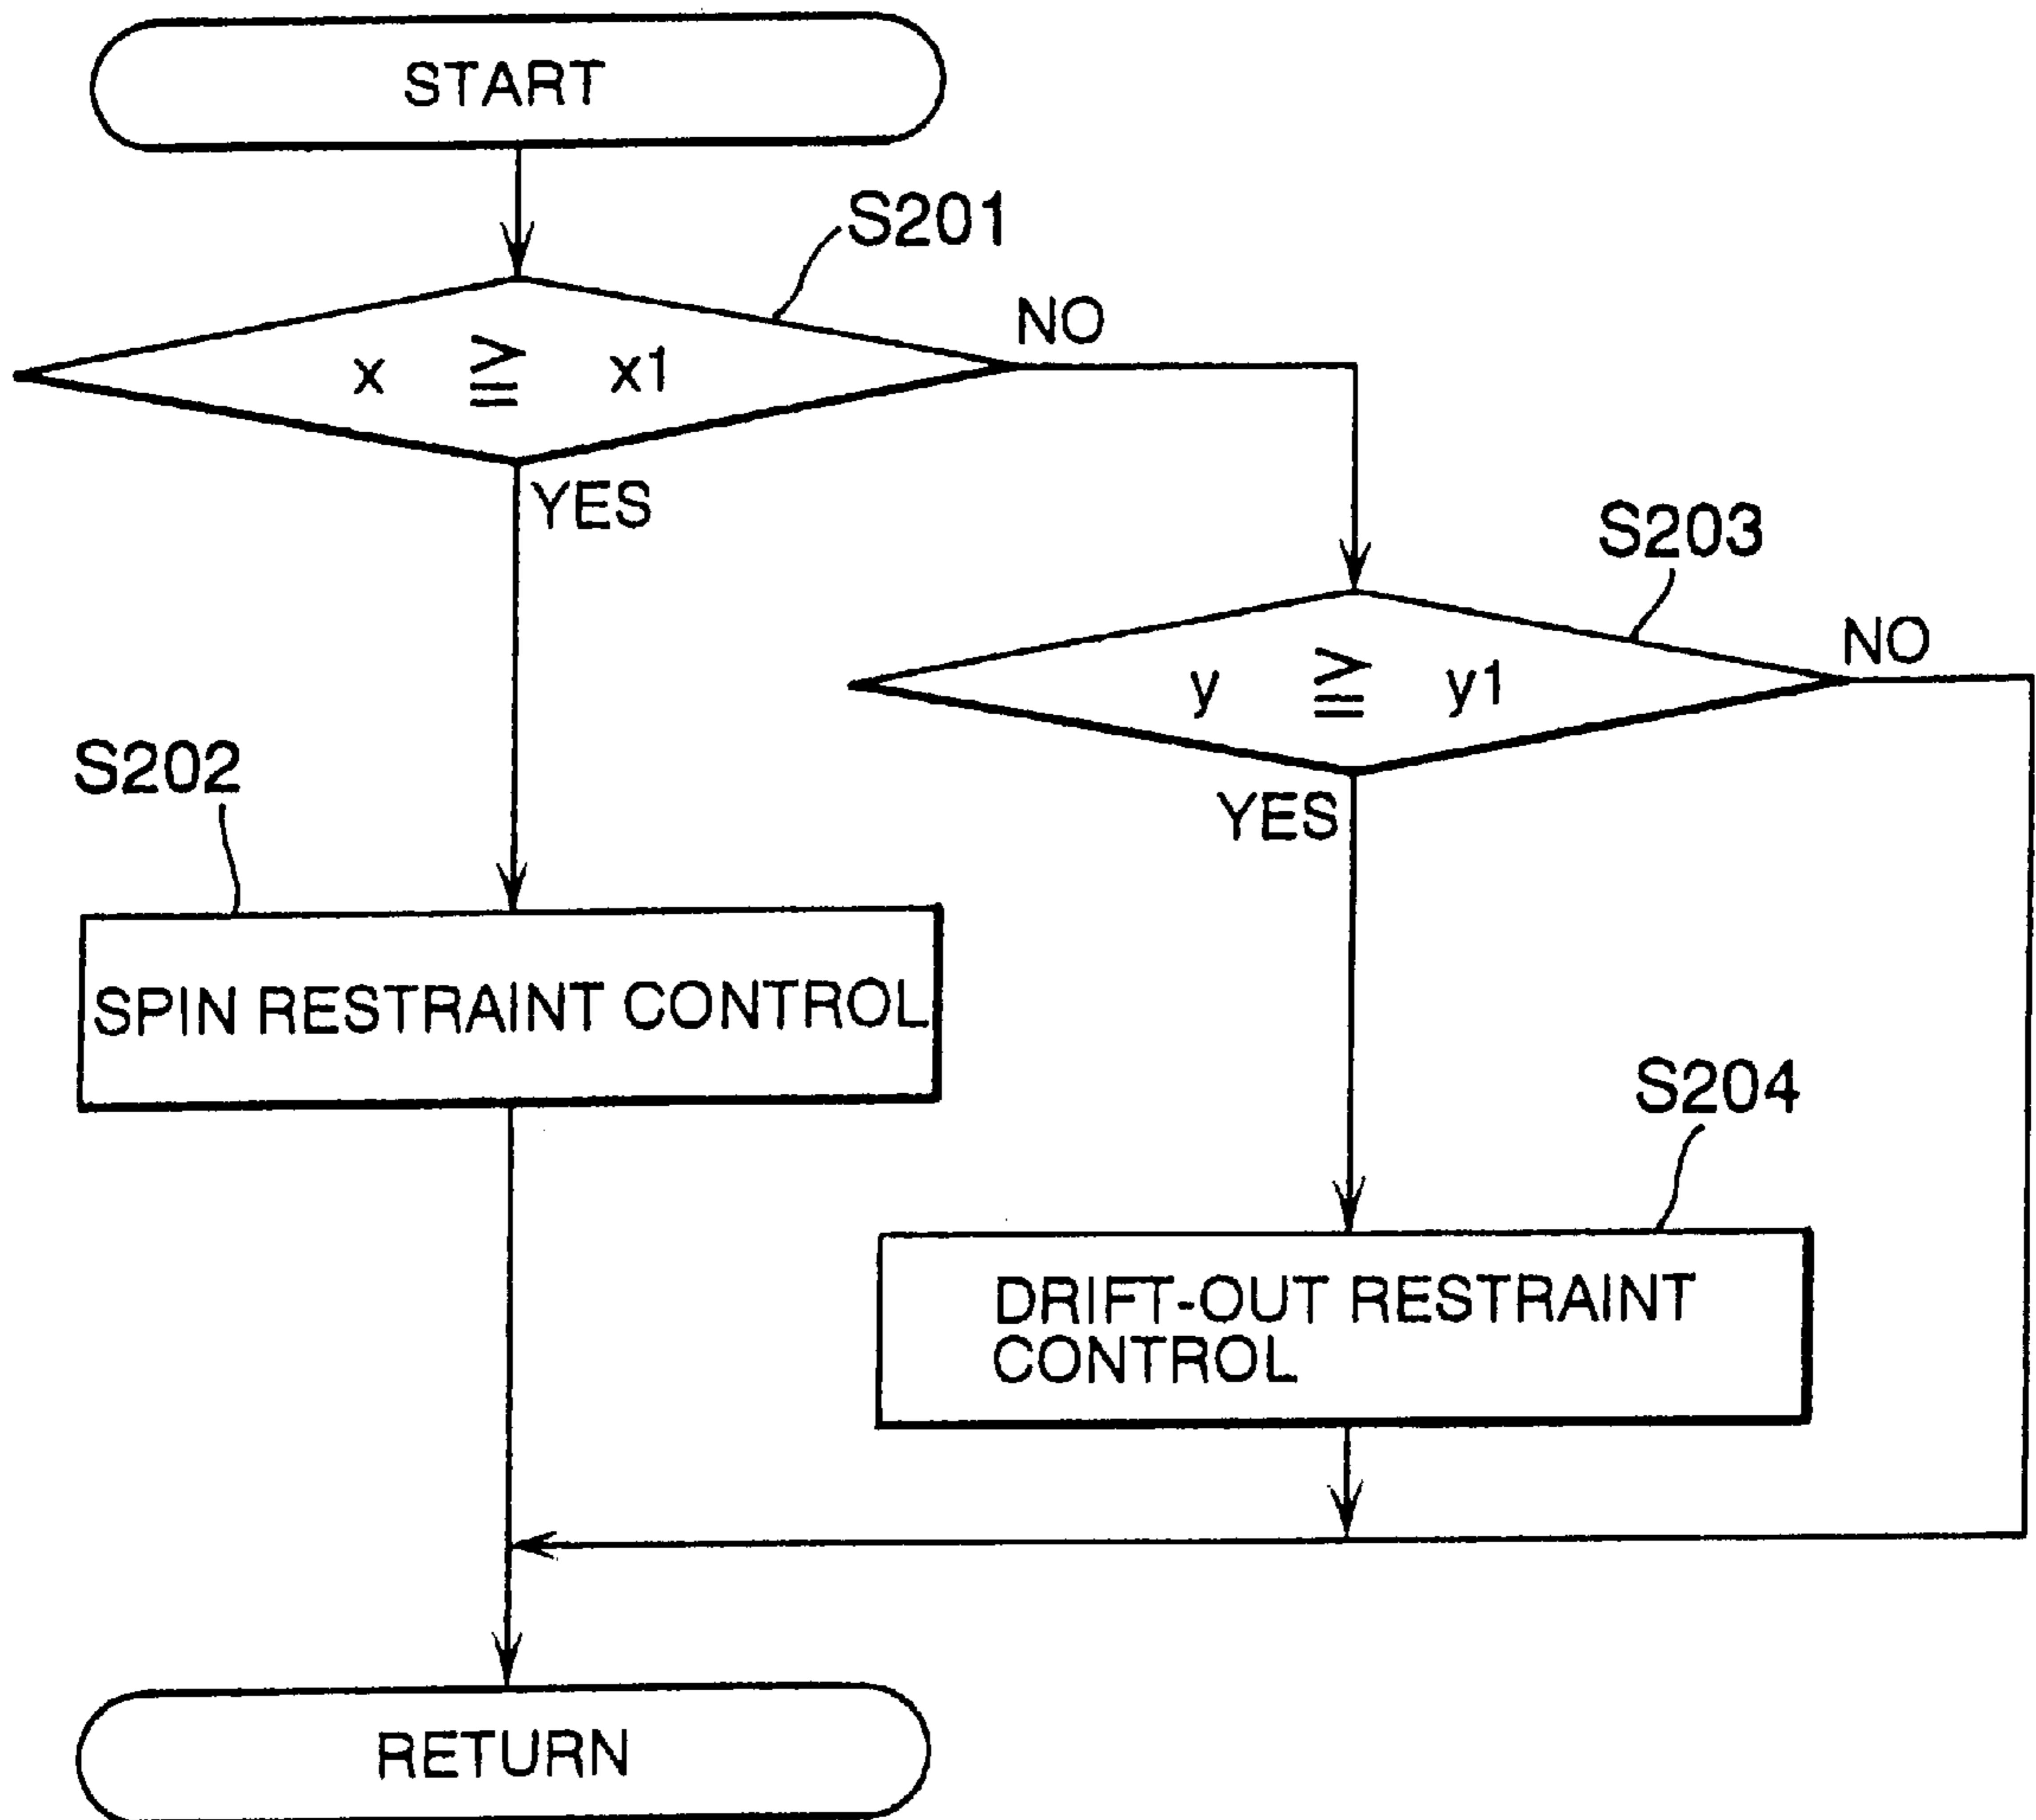 START
S201
NO
x ≧ x1
YES
S203
NO
y ≧ y1
YES
S202
SPIN RESTRAINT CONTROL
S204
DRIFT-OUT RESTRAINT
CONTROL
RETURN